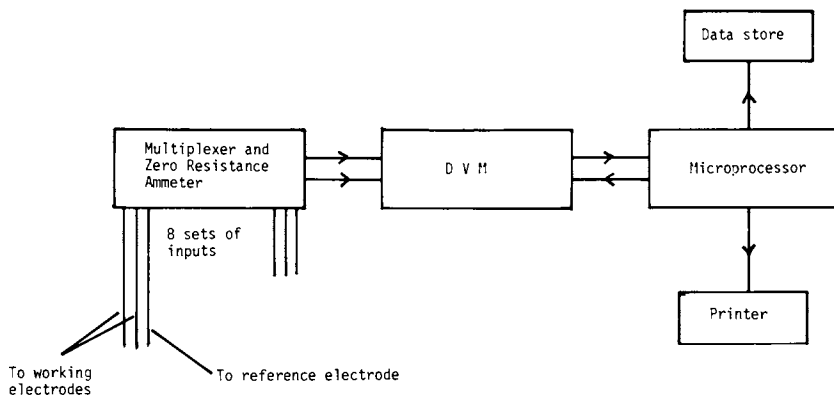 Data store
Multiplexer and
Zero Resistance
Ammeter
D V M
Microprocessor
8 sets of
inputs
Printer
To working
electrodes
To reference electrode